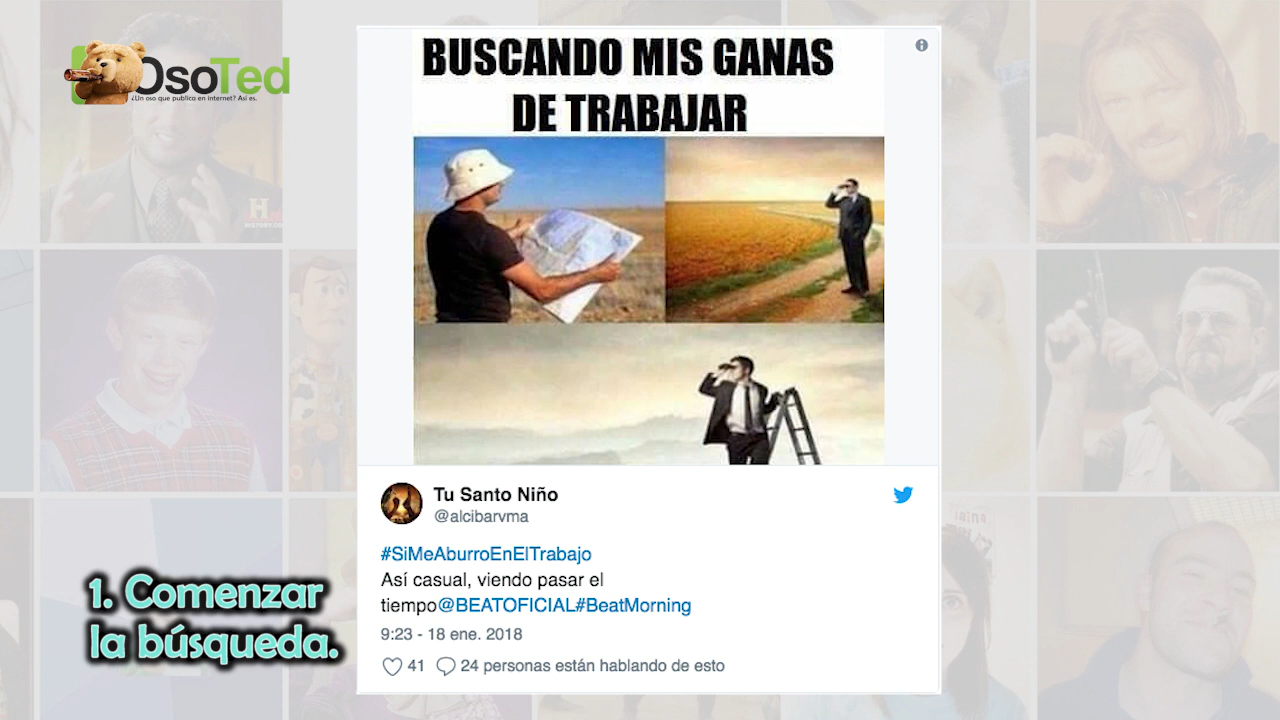 OsoTed
¿Un oso que publica en internet? Así es.
BUSCANDO MIS GANAS
DE TRABAJAR
H
HISTORY.CO
Tu Santo Niño
@alcibarvma
#SiMeAburroEnElTrabajo
Así casual, viendo pasar el
tiempo@BEATOFICIAL#BeatMorning
9:23 - 18 ene. 2018
41 24 personas están hablando de esto
1. Comenzar
la búsqueda.